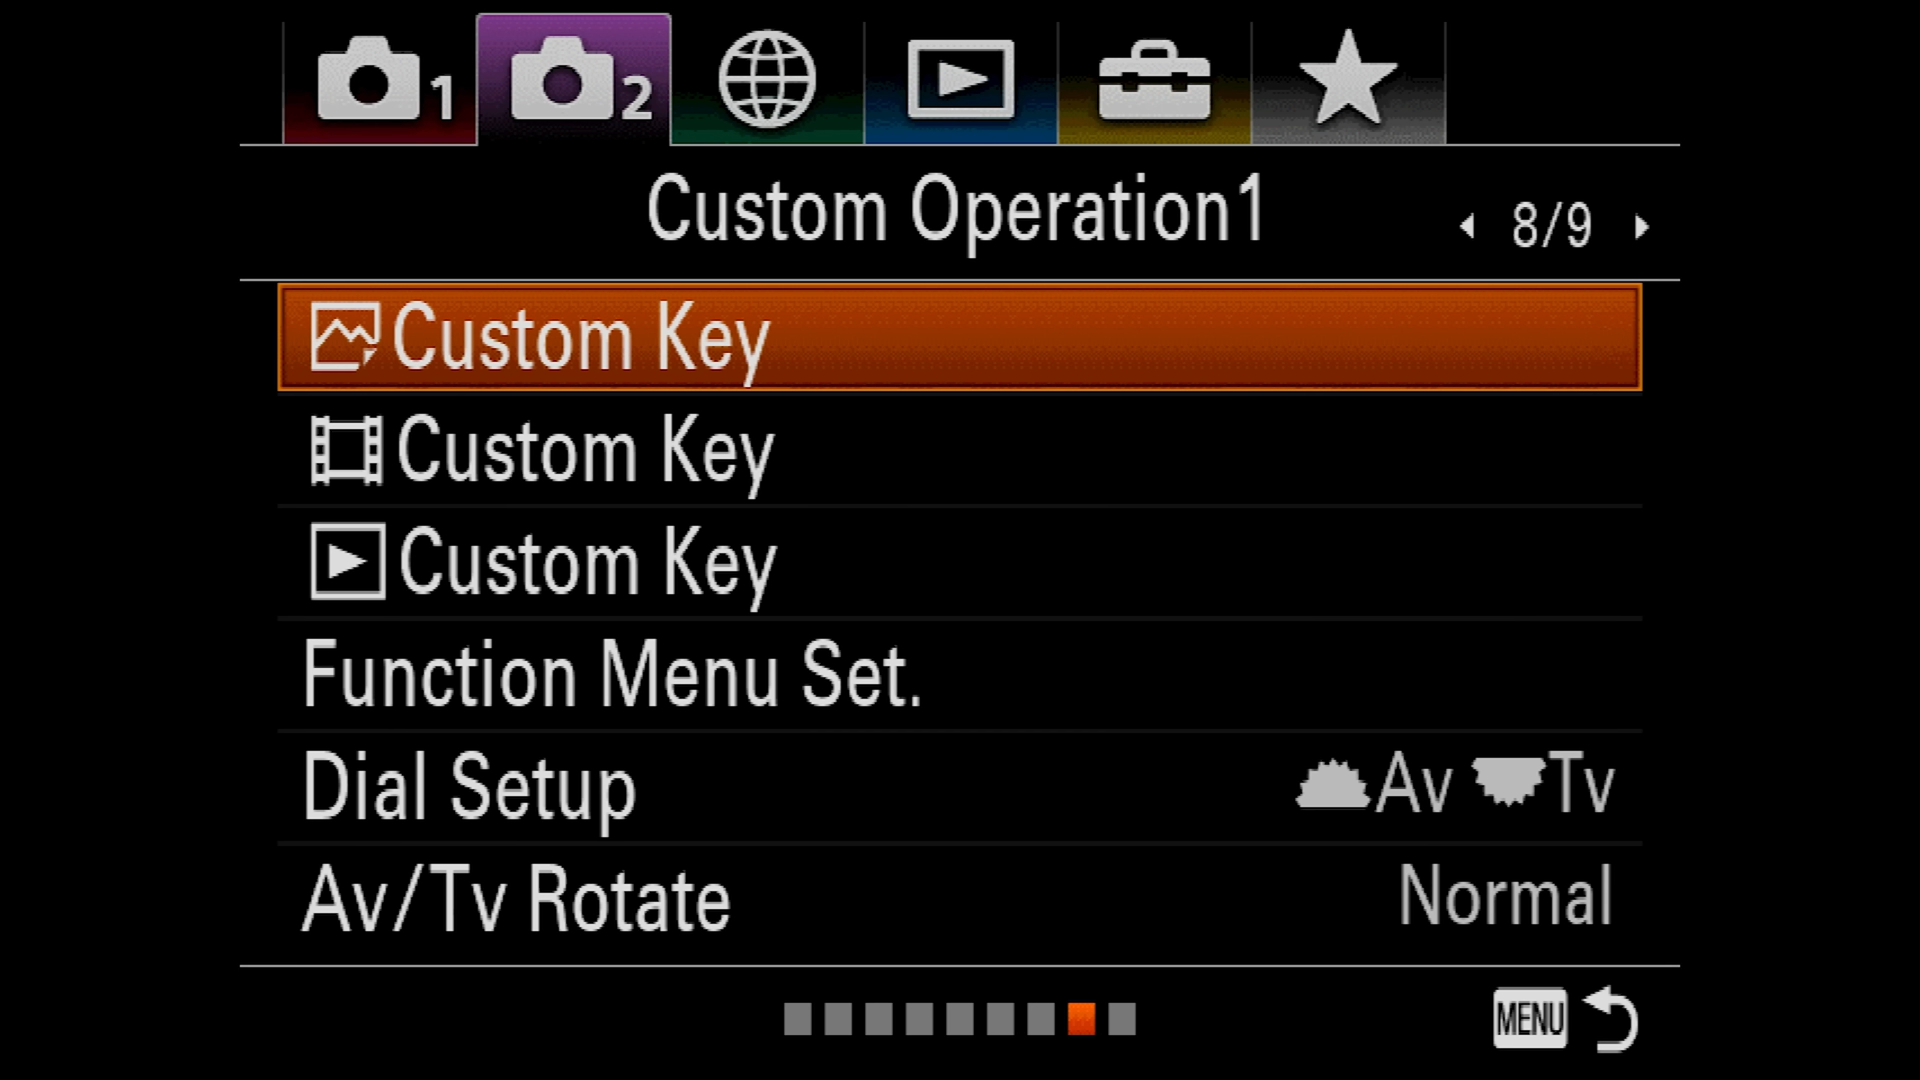 1 2
Custom Operation1 8/9
Custom Key
Custom Key
Custom Key
Function Menu Set.
Dial Setup Av Tv
Av/Tv Rotate Normal
MENU